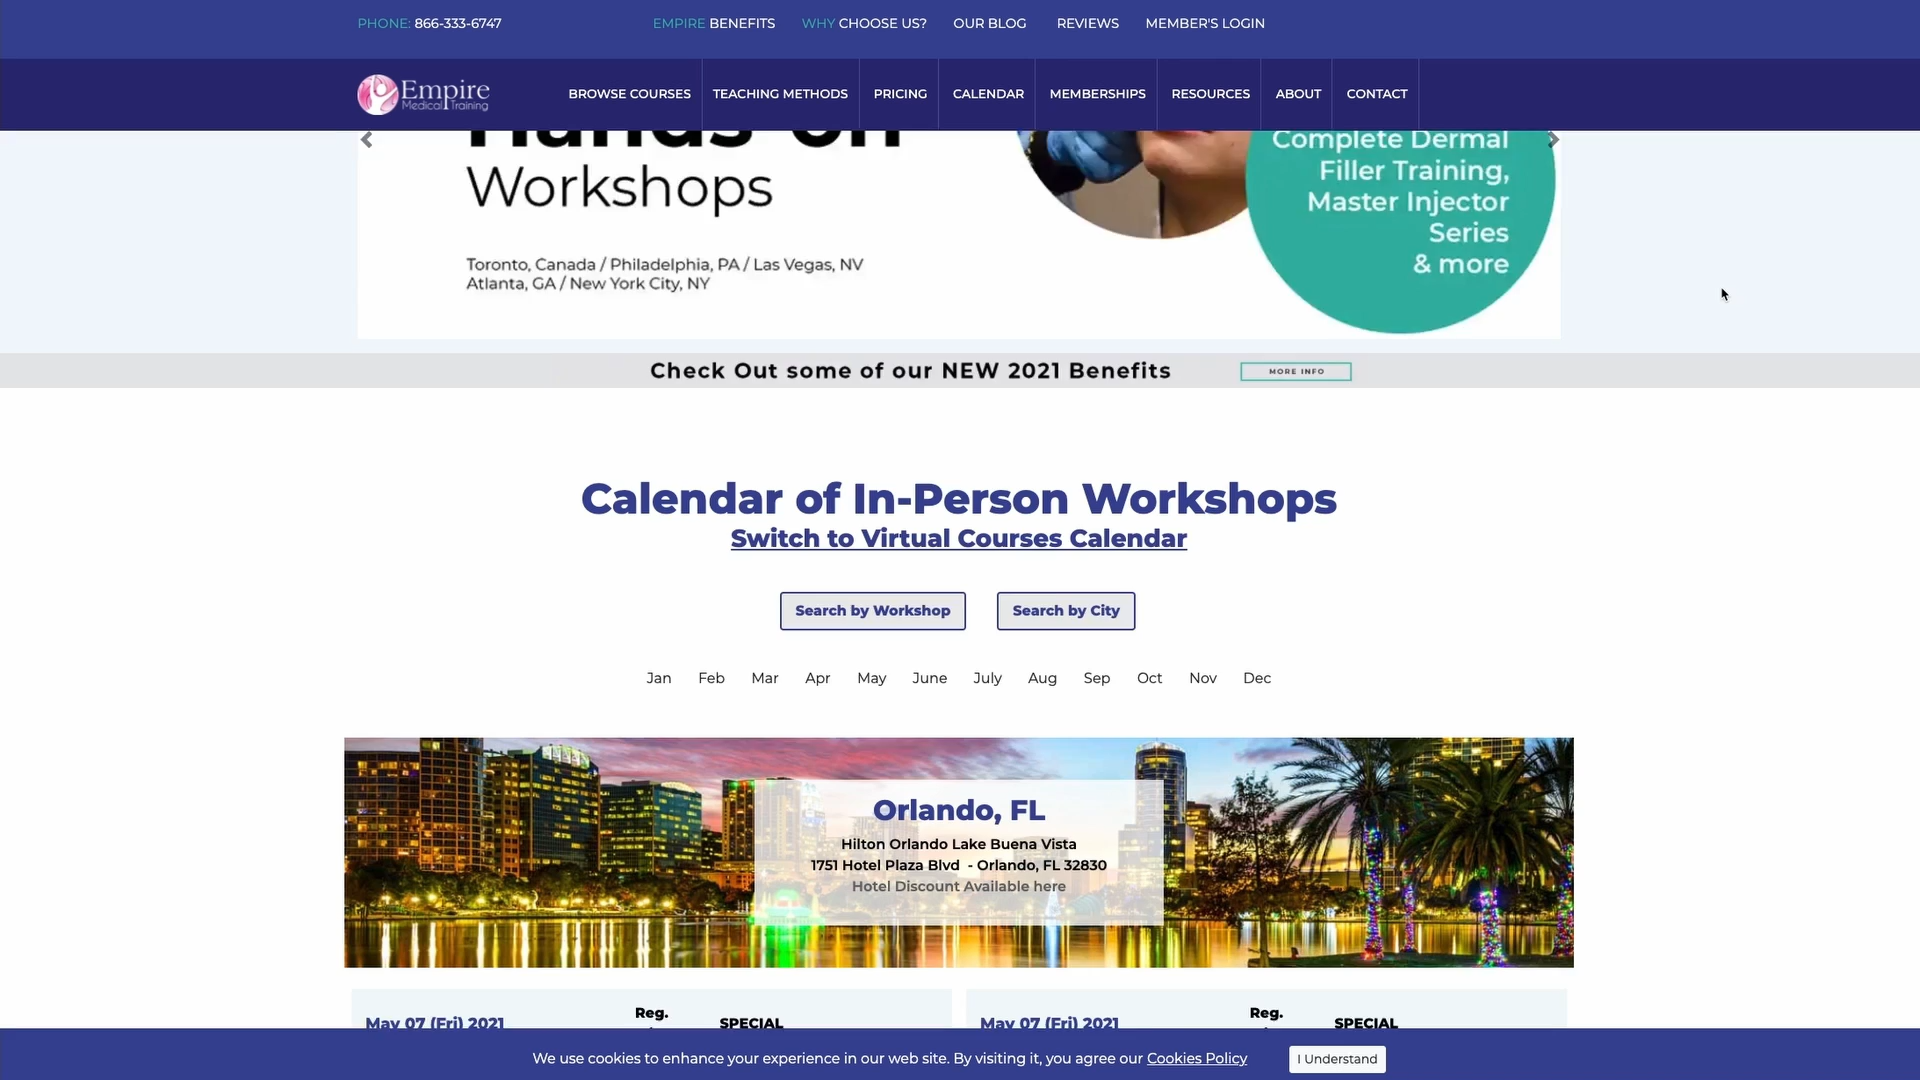 PHONE: 866-333-6747
EMPIRE BENEFITS
WHY CHOOSE US?
OUR BLOG
REVIEWS
MEMBER'S LOGIN
Empire
Medical Training
BROWSE COURSES
TEACHING METHODS
PRICING
CALENDAR
MEMBERSHIPS
RESOURCES
ABOUT
CONTACT
Hands-on
Workshops
Toronto, Canada / Philadelphia, PA / Las Vegas, NV
Atlanta, GA / New York City, NY
Complete Dermal
Filler Training,
Master Injector
Series
& more
Check Out some of our NEW 2021 Benefits
MORE INFO
Calendar of In-Person Workshops
Switch to Virtual Courses Calendar
Search by Workshop
Search by City
Jan Feb Mar Apr May June July Aug Sep Oct Nov Dec
Orlando, FL
Hilton Orlando Lake Buena Vista
1751 Hotel Plaza Blvd - Orlando, FL 32830
Hotel Discount Available here
May 07 (Fri) 2021
Reg.
SPECIAL
May 07 (Fri) 2021
Reg.
SPECIAL
We use cookies to enhance your experience in our web site. By visiting it, you agree our Cookies Policy
I Understand